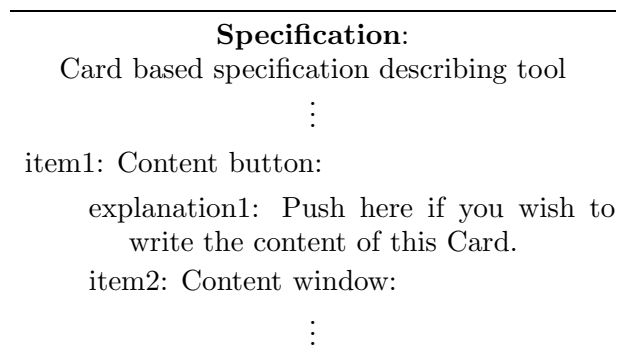 Specification:
Card based specification describing tool
⋮
item1: Content button:
explanation1: Push here if you wish to
write the content of this Card.
item2: Content window:
⋮